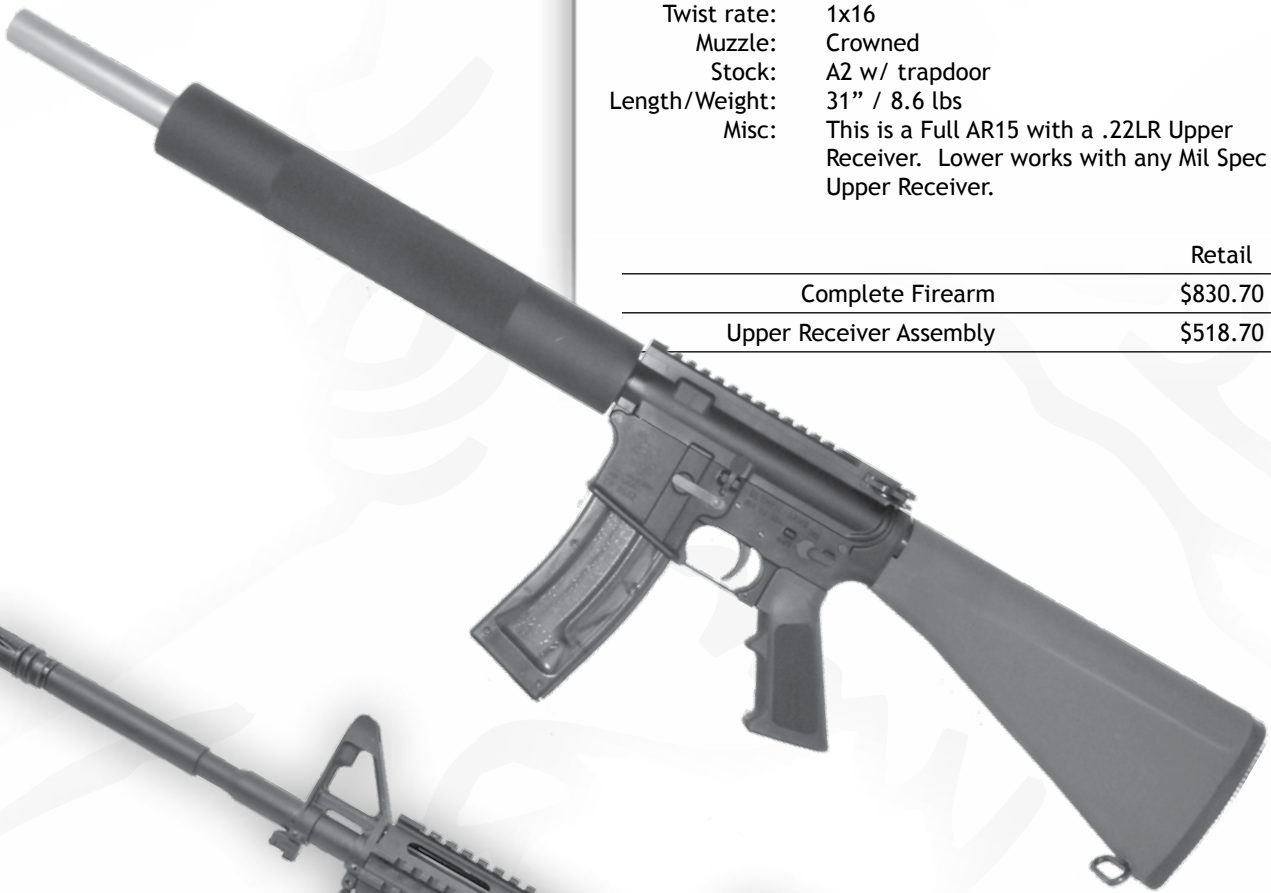 Twist rate: 1x16
Muzzle: Crowned
Stock: A2 w/ trapdoor
Length/Weight: 31” / 8.6 lbs
Misc: This is a Full AR15 with a .22LR Upper
Receiver. Lower works with any Mil Spec
Upper Receiver.
Retail
Complete Firearm $830.70
Upper Receiver Assembly $518.70